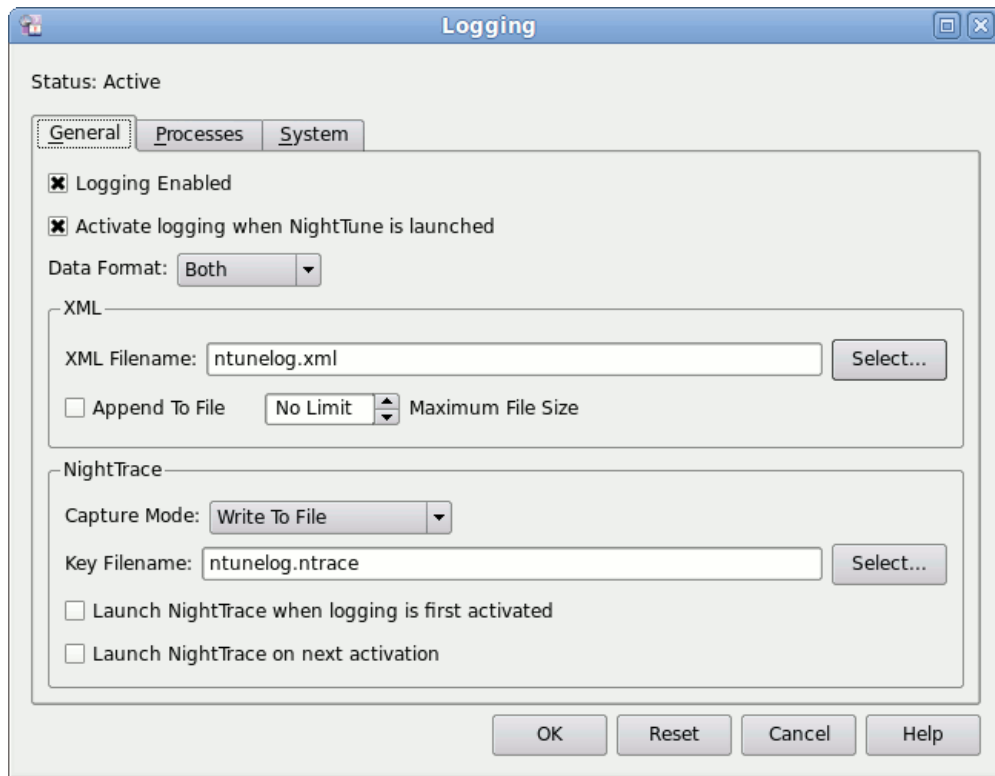 Logging
Status: Active
General Processes System
Logging Enabled
Activate logging when NightTune is launched
Data Format: Both
XML
XML Filename: ntunelog.xml Select...
Append To File No Limit Maximum File Size
NightTrace
Capture Mode: Write To File
Key Filename: ntunelog.ntrace Select...
Launch NightTrace when logging is first activated
Launch NightTrace on next activation
OK Reset Cancel Help